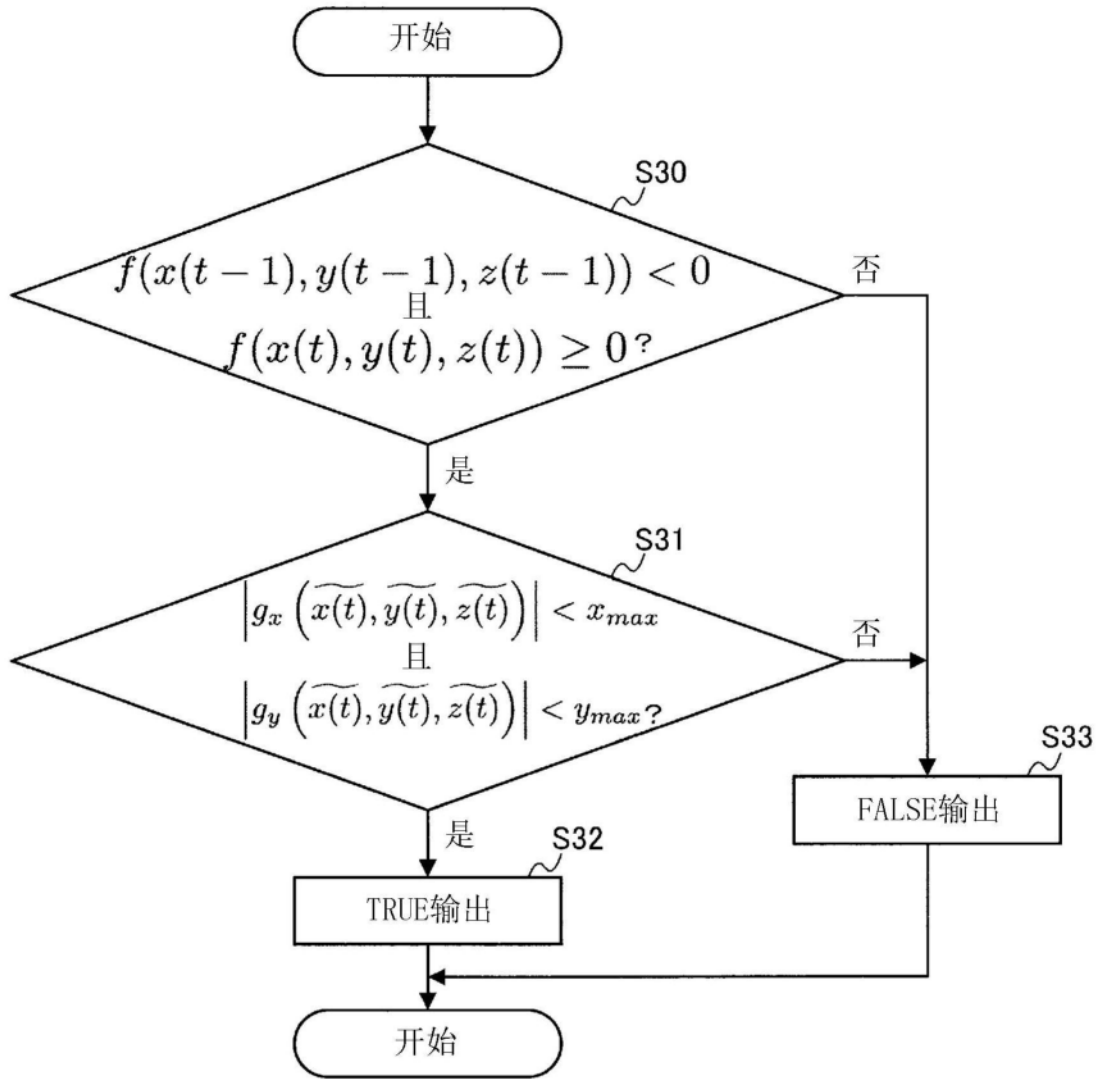 开始
S30
f(x(t − 1), y(t − 1), z(t − 1)) < 0
且
f(x(t), y(t), z(t)) ≥ 0?
否
是
S31
|g_x (x͠(t), y͠(t), z͠(t))| < x_max
且
|g_y (x͠(t), y͠(t), z͠(t))| < y_max?
否
是
S33
FALSE输出
S32
TRUE输出
开始